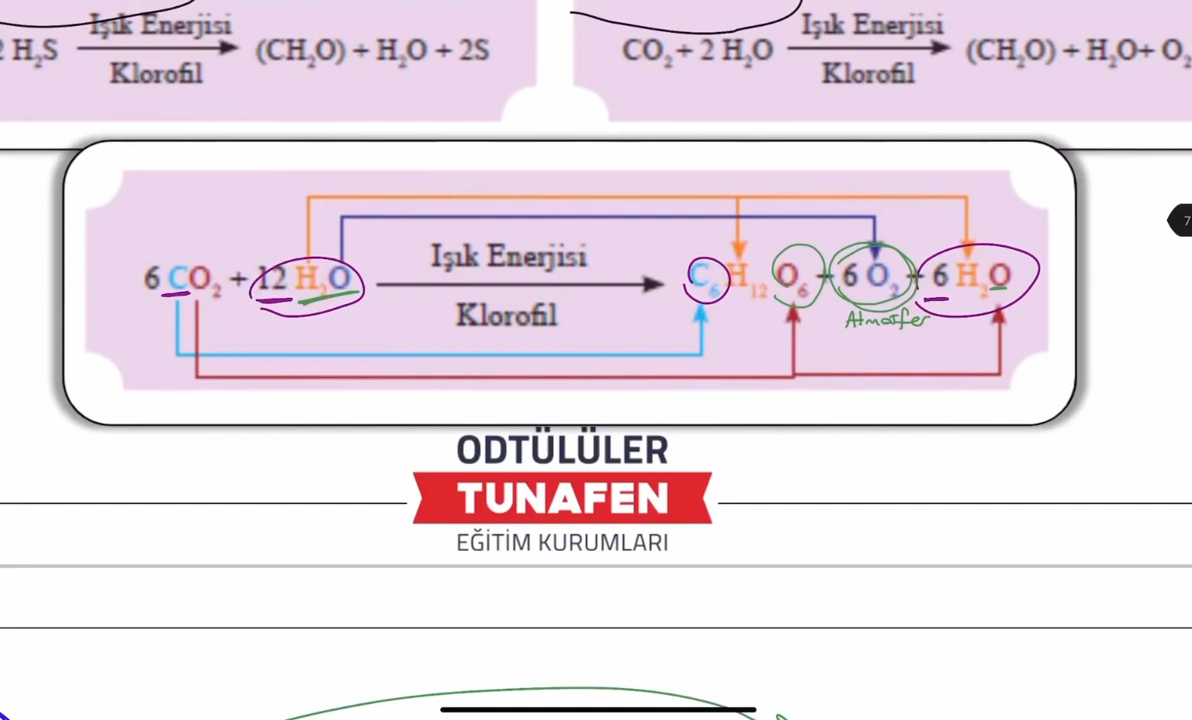 2 H₂S Işık Enerjisi Klorofil (CH₂O) + H₂O + 2S
CO₂ + 2 H₂O Işık Enerjisi Klorofil (CH₂O) + H₂O + O₂
7
6 CO₂ + 12 H₂O Işık Enerjisi Klorofil C₆H₁₂O₆ + 6 O₂ + 6 H₂O
Atmosfer
ODTÜLÜLER
TUNAFEN
EĞİTİM KURUMLARI